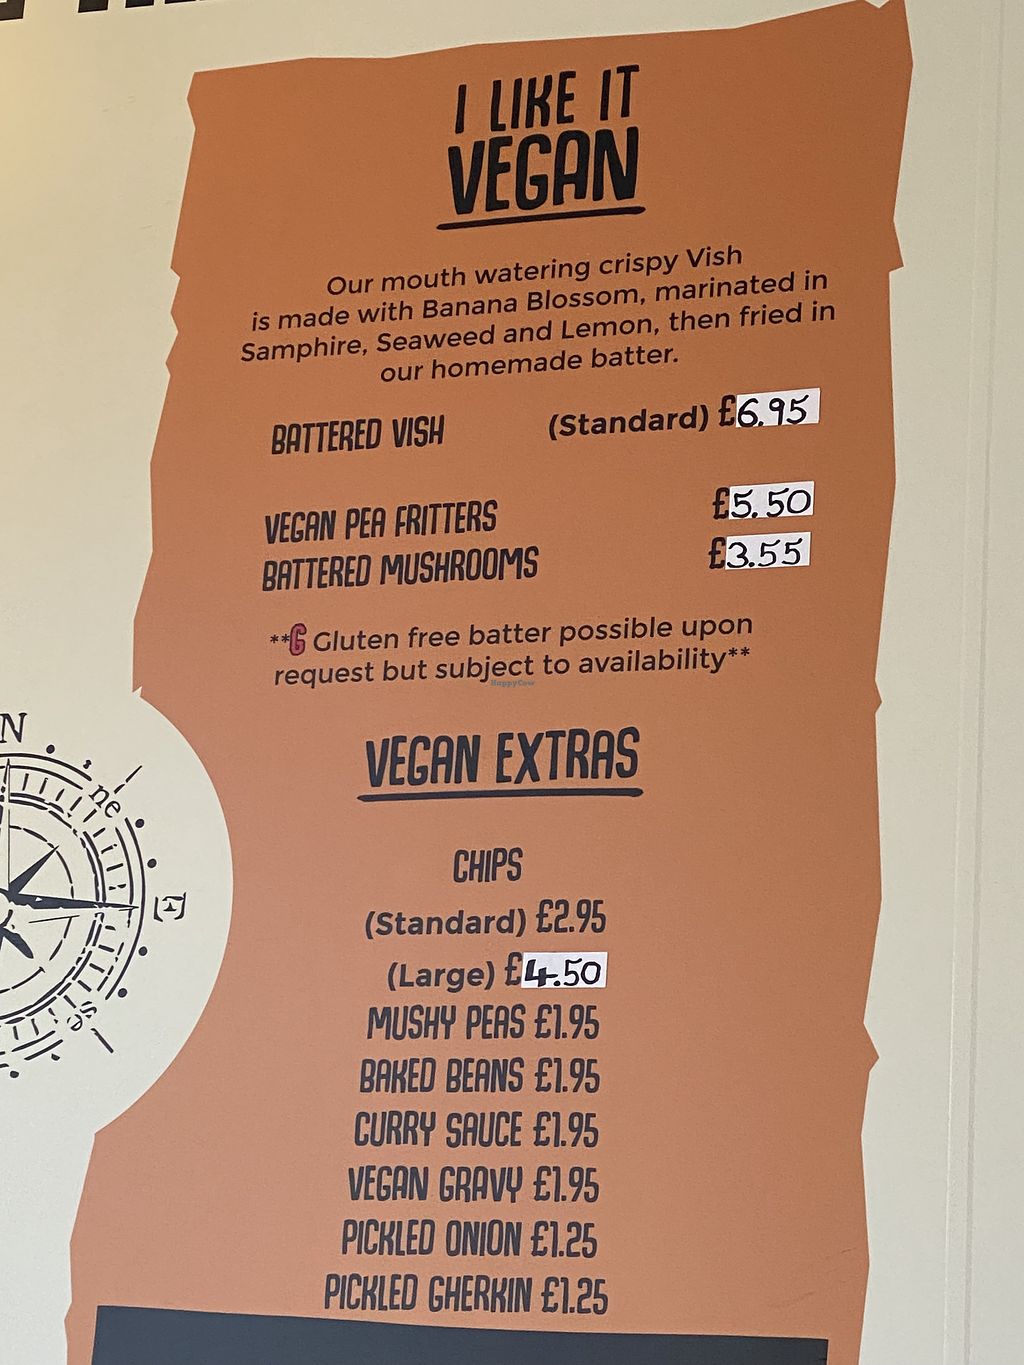 I LIKE IT
VEGAN
Our mouth watering crispy Vish
is made with Banana Blossom, marinated in
Samphire, Seaweed and Lemon, then fried in
our homemade batter.
BATTERED VISH (Standard) £6.95
VEGAN PEA FRITTERS £5.50
BATTERED MUSHROOMS £3.55
**G Gluten free batter possible upon
request but subject to availability**
HappyCow
VEGAN EXTRAS
N
ne
E
se
CHIPS
(Standard) £2.95
(Large) £4.50
MUSHY PEAS £1.95
BAKED BEANS £1.95
CURRY SAUCE £1.95
VEGAN GRAVY £1.95
PICKLED ONION £1.25
PICKLED GHERKIN £1.25